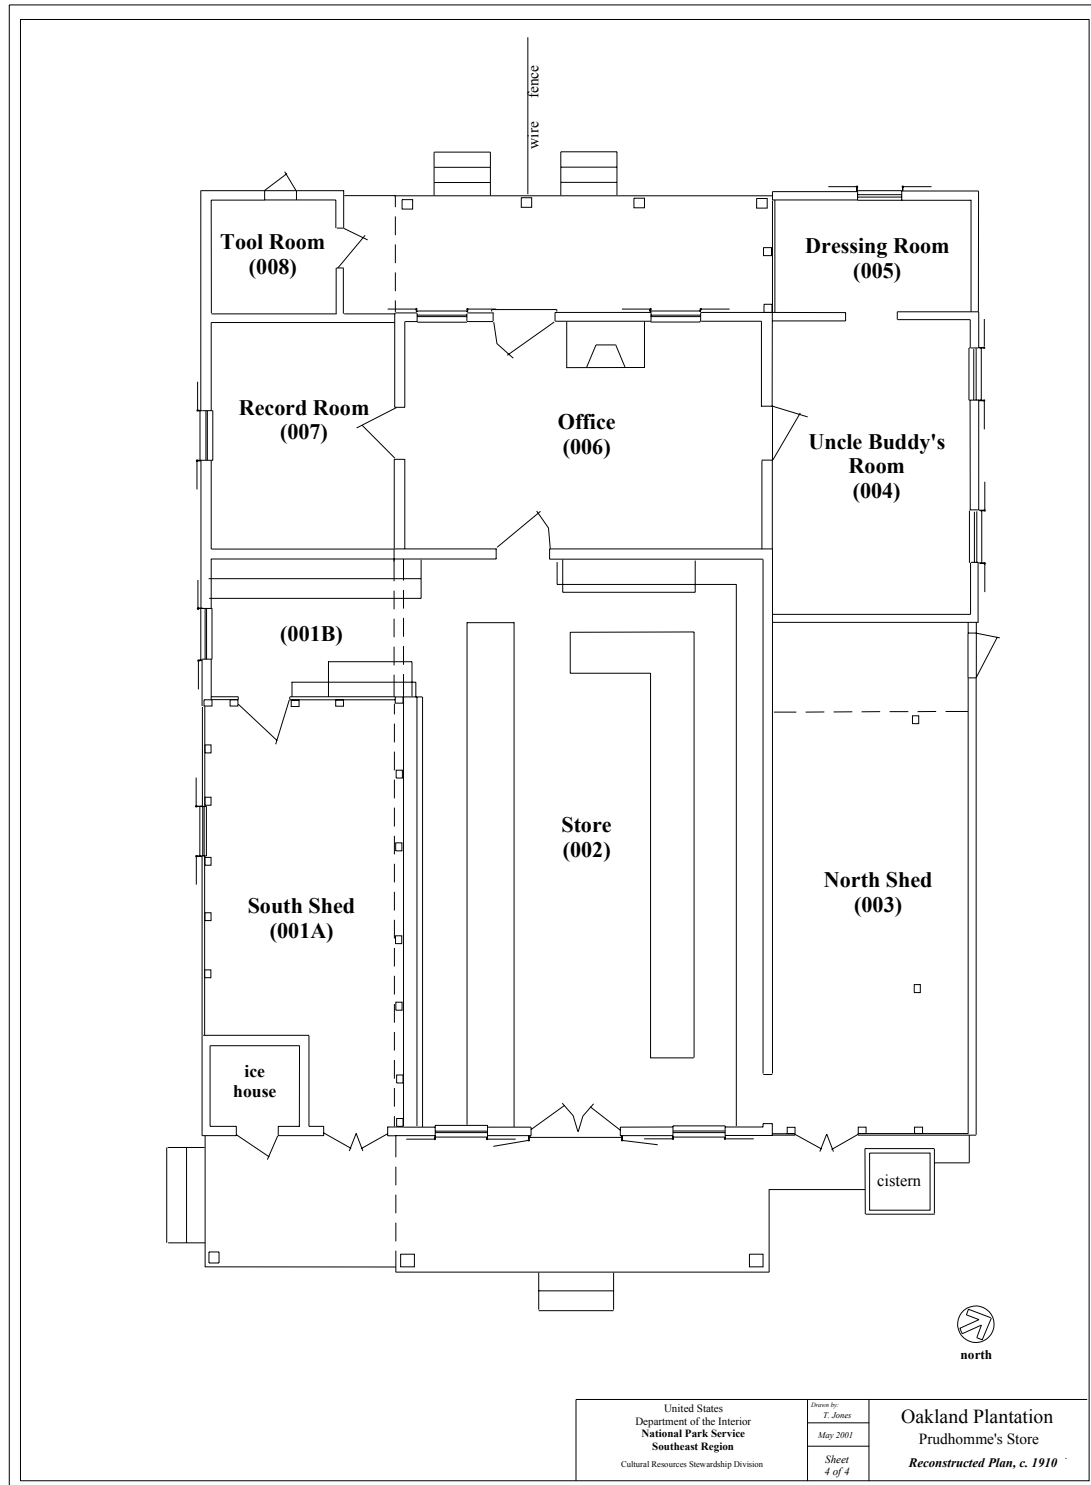 wire fence
Tool Room
(008)
Dressing Room
(005)
Record Room
(007)
Office
(006)
Uncle Buddy's
Room
(004)
(001B)
Store
(002)
North Shed
(003)
South Shed
(001A)
ice
house
cistern
north
United States
Department of the Interior
National Park Service
Southeast Region
Cultural Resources Stewardship Division
Drawn by:
T. Jones
May 2001
Sheet
4 of 4
Oakland Plantation
Prudhomme's Store
Reconstructed Plan, c. 1910